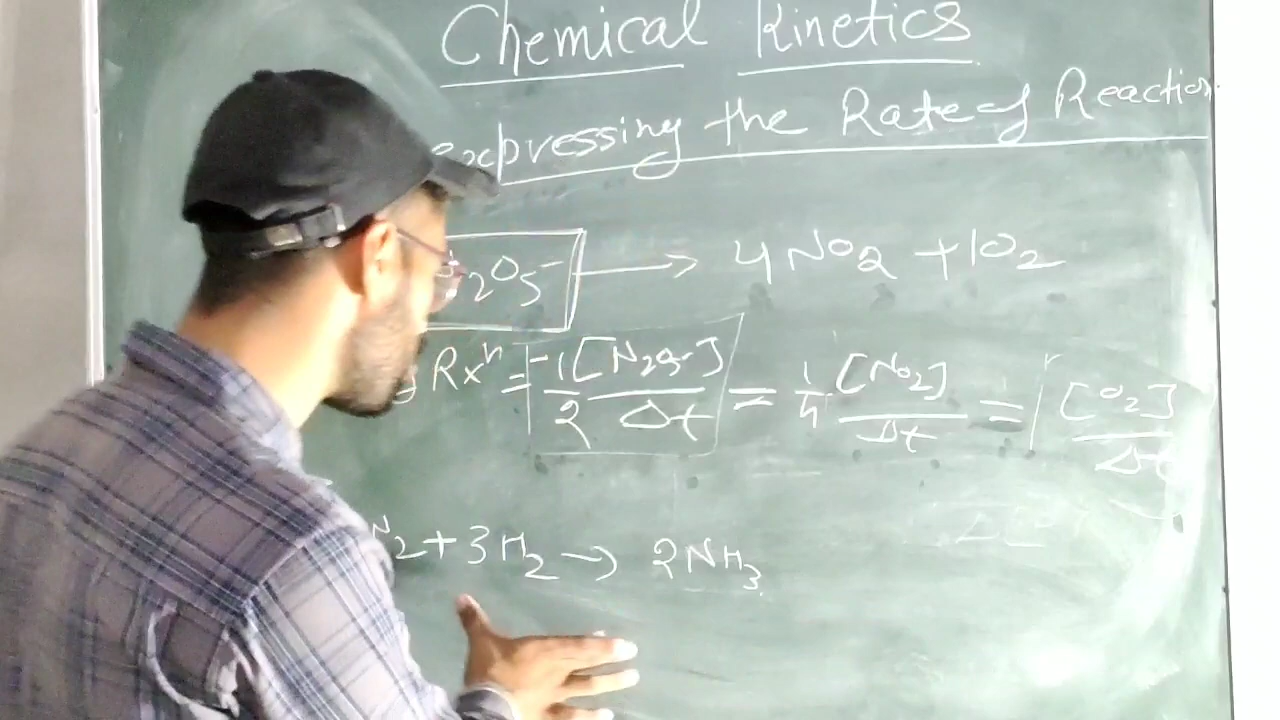 Chemical Kinetics
expressing the Rate of Reaction
2O5 → 4NO2 + 1O2
Rxn = -1/2 [N2O5]/Δt = 1/4 [NO2]/Δt = [O2]/Δt
N2 + 3H2 → 2NH3